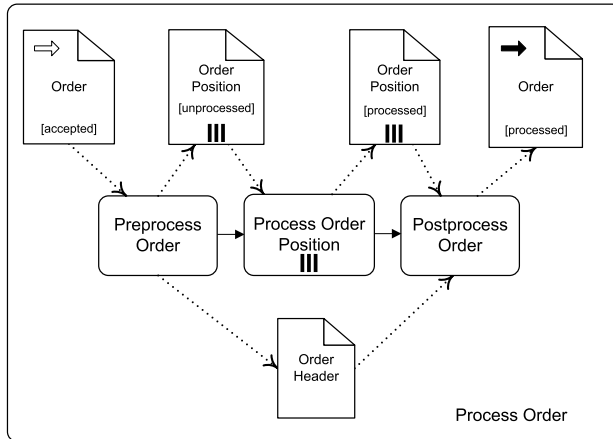 Order
[accepted]
Order
Position
[unprocessed]
Order
Position
[processed]
Order
[processed]
Preprocess
Order
Process Order
Position
Postprocess
Order
Order
Header
Process Order